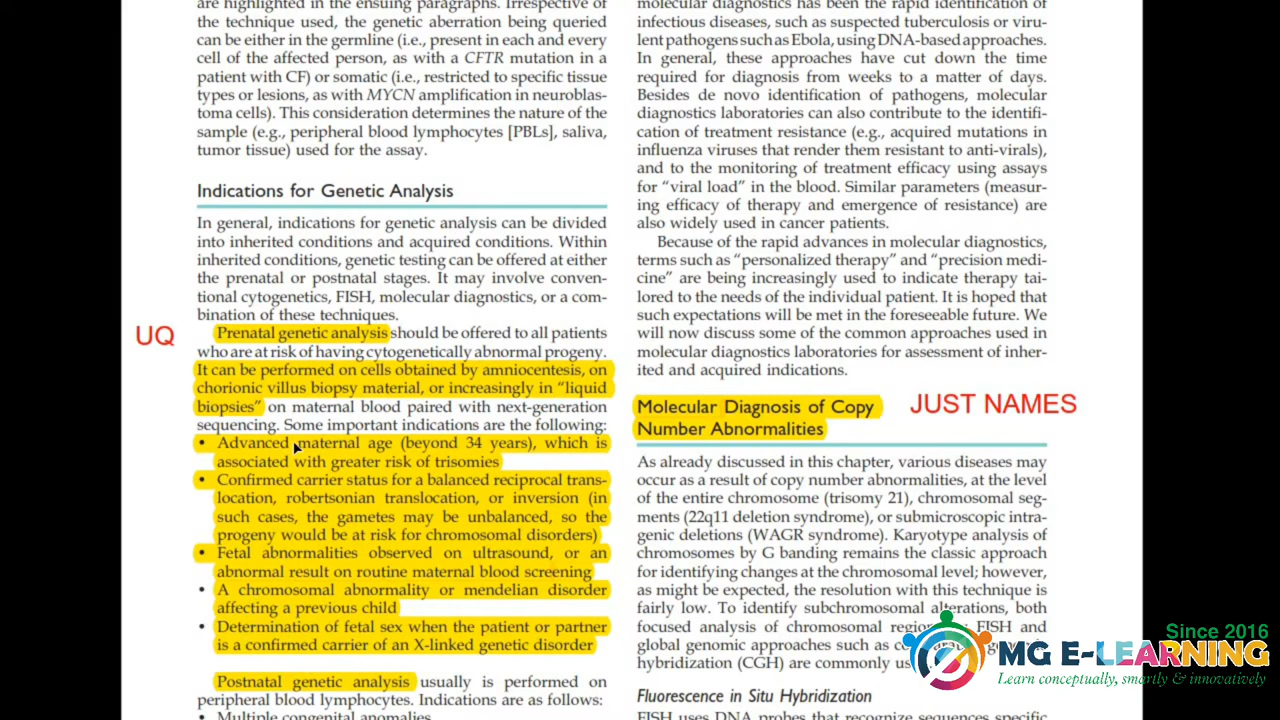 are highlighted in the ensuing paragraphs. Irrespective of
the technique used, the genetic aberration being queried
can be either in the germline (i.e., present in each and every
cell of the affected person, as with a CFTR mutation in a
patient with CF) or somatic (i.e., restricted to specific tissue
types or lesions, as with MYCN amplification in neuroblas-
toma cells). This consideration determines the nature of the
sample (e.g., peripheral blood lymphocytes [PBLs], saliva,
tumor tissue) used for the assay.
Indications for Genetic Analysis
In general, indications for genetic analysis can be divided
into inherited conditions and acquired conditions. Within
inherited conditions, genetic testing can be offered at either
the prenatal or postnatal stages. It may involve conven-
tional cytogenetics, FISH, molecular diagnostics, or a com-
bination of these techniques.
UQ
Prenatal genetic analysis should be offered to all patients
who are at risk of having cytogenetically abnormal progeny.
It can be performed on cells obtained by amniocentesis, on
chorionic villus biopsy material, or increasingly in “liquid
biopsies” on maternal blood paired with next-generation
sequencing. Some important indications are the following:
• Advanced maternal age (beyond 34 years), which is
associated with greater risk of trisomies
• Confirmed carrier status for a balanced reciprocal trans-
location, robertsonian translocation, or inversion (in
such cases, the gametes may be unbalanced, so the
progeny would be at risk for chromosomal disorders)
• Fetal abnormalities observed on ultrasound, or an
abnormal result on routine maternal blood screening
• A chromosomal abnormality or mendelian disorder
affecting a previous child
• Determination of fetal sex when the patient or partner
is a confirmed carrier of an X-linked genetic disorder
Postnatal genetic analysis usually is performed on
peripheral blood lymphocytes. Indications are as follows:
• Multiple congenital anomalies
molecular diagnostics has been the rapid identification of
infectious diseases, such as suspected tuberculosis or viru-
lent pathogens such as Ebola, using DNA-based approaches.
In general, these approaches have cut down the time
required for diagnosis from weeks to a matter of days.
Besides de novo identification of pathogens, molecular
diagnostics laboratories can also contribute to the identifi-
cation of treatment resistance (e.g., acquired mutations in
influenza viruses that render them resistant to anti-virals),
and to the monitoring of treatment efficacy using assays
for “viral load” in the blood. Similar parameters (measur-
ing efficacy of therapy and emergence of resistance) are
also widely used in cancer patients.
Because of the rapid advances in molecular diagnostics,
terms such as “personalized therapy” and “precision medi-
cine” are being increasingly used to indicate therapy tai-
lored to the needs of the individual patient. It is hoped that
such expectations will be met in the foreseeable future. We
will now discuss some of the common approaches used in
molecular diagnostics laboratories for assessment of inher-
ited and acquired indications.
Molecular Diagnosis of Copy
Number Abnormalities
JUST NAMES
As already discussed in this chapter, various diseases may
occur as a result of copy number abnormalities, at the level
of the entire chromosome (trisomy 21), chromosomal seg-
ments (22q11 deletion syndrome), or submicroscopic intra-
genic deletions (WAGR syndrome). Karyotype analysis of
chromosomes by G banding remains the classic approach
for identifying changes at the chromosomal level; however,
as might be expected, the resolution with this technique is
fairly low. To identify subchromosomal alterations, both
focused analysis of chromosomal FISH and
global genomic approaches such as
hybridization (CGH) are commonly
Fluorescence in Situ Hybridization
FISH uses DNA probes that recognize sequences specific
Since 2016
MG E-LEARNING
Learn conceptually, smartly & innovatively